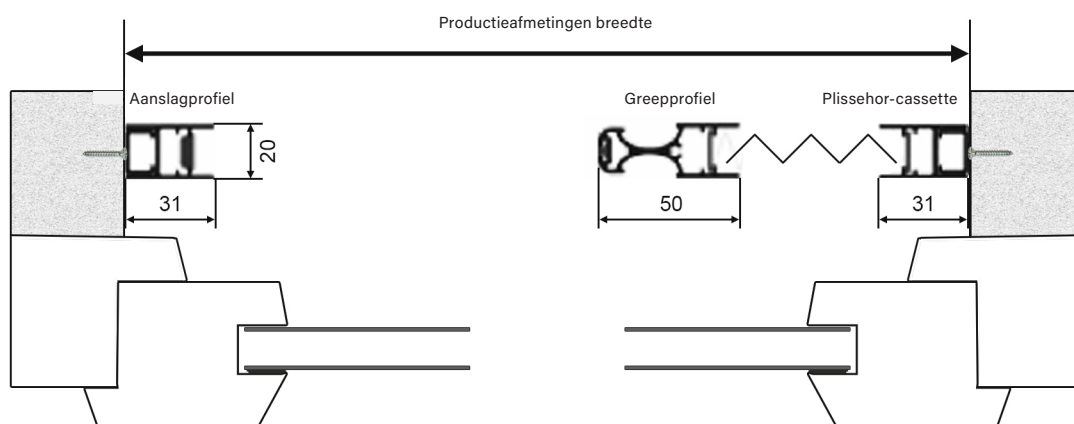 Productieafmetingen breedte
Aanslagprofiel
Greepprofiel
Plissehor-cassette
20
31
50
31